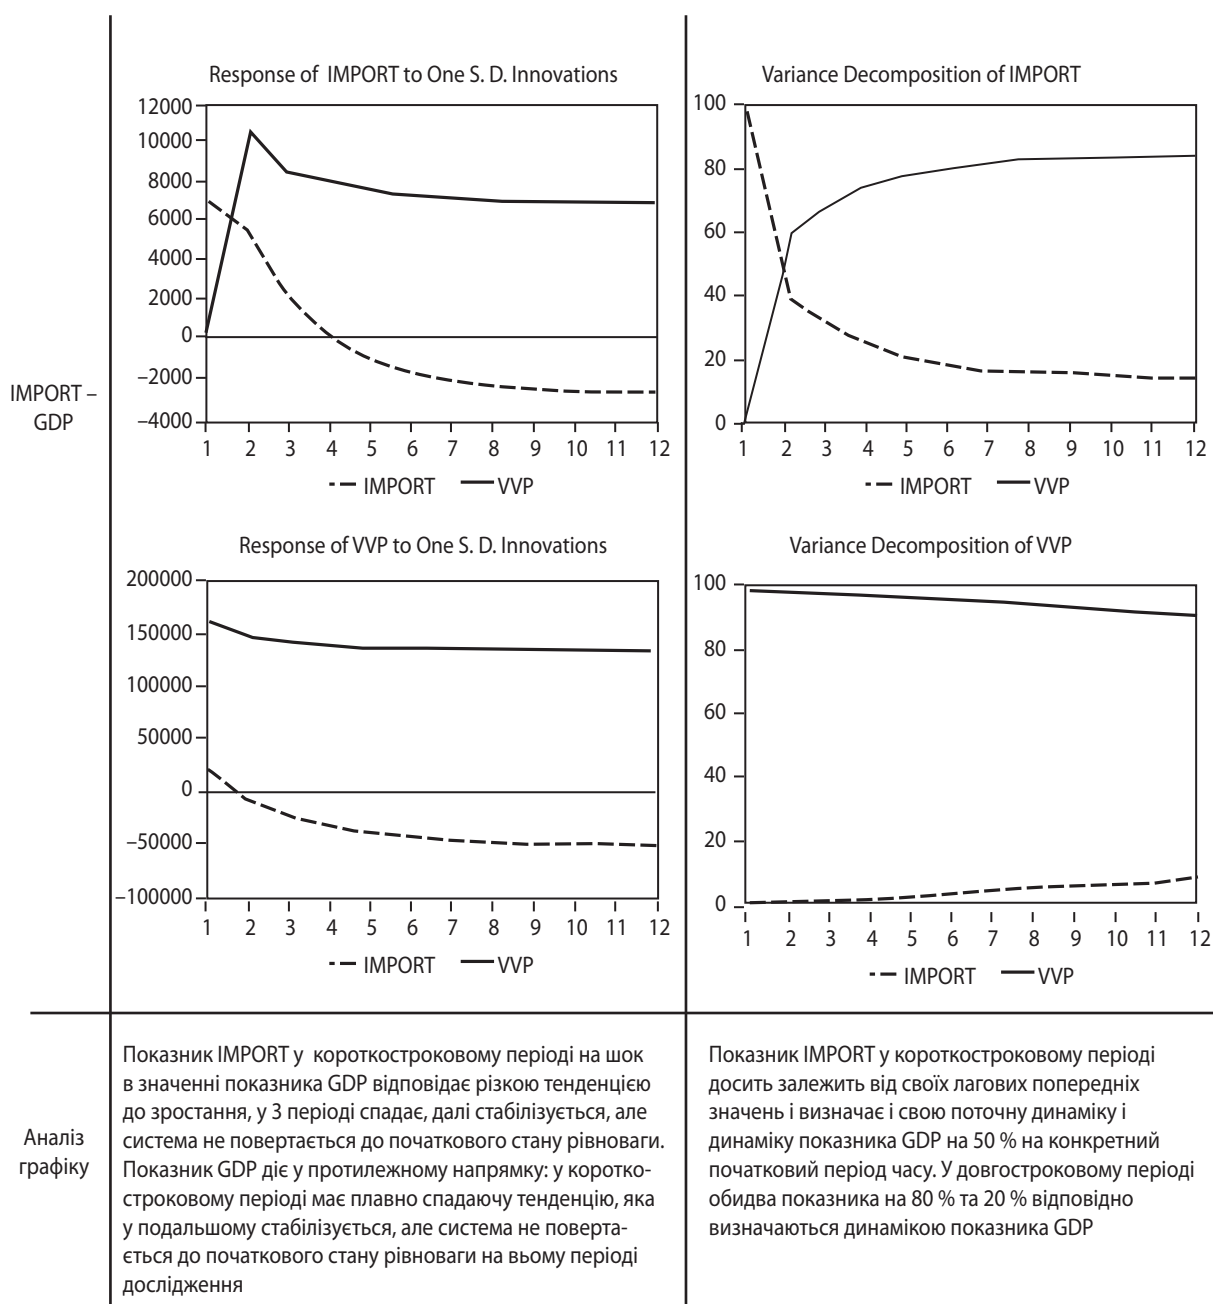 IMPORT –
GDP
Response of IMPORT to One S. D. Innovations
12000
10000
8000
6000
4000
2000
0
–2000
–4000
1 2 3 4 5 6 7 8 9 10 11 12
IMPORT VVP
Variance Decomposition of IMPORT
100
80
60
40
20
0
1 2 3 4 5 6 7 8 9 10 11 12
IMPORT VVP
Response of VVP to One S. D. Innovations
200000
150000
100000
50000
0
–50000
–100000
1 2 3 4 5 6 7 8 9 10 11 12
IMPORT VVP
Variance Decomposition of VVP
100
80
60
40
20
0
1 2 3 4 5 6 7 8 9 10 11 12
IMPORT VVP
Аналіз
графіку
Показник IMPORT у короткостроковому періоді на шок
в значенні показника GDP відповідає різкою тенденцією
до зростання, у 3 періоді спадає, далі стабілізується, але
система не повертається до початкового стану рівноваги.
Показник GDP діє у протилежному напрямку: у коротко-
строковому періоді має плавно спадаючу тенденцію, яка
у подальшому стабілізується, але система не поверта-
ється до початкового стану рівноваги на вьому періоді
дослідження
Показник IMPORT у короткостроковому періоді
досить залежить від своїх лагових попередніх
значень і визначає і свою поточну динаміку і
динаміку показника GDP на 50 % на конкретний
початковий період часу. У довгостроковому періоді
обидва показника на 80 % та 20 % відповідно
визначаються динамікою показника GDP